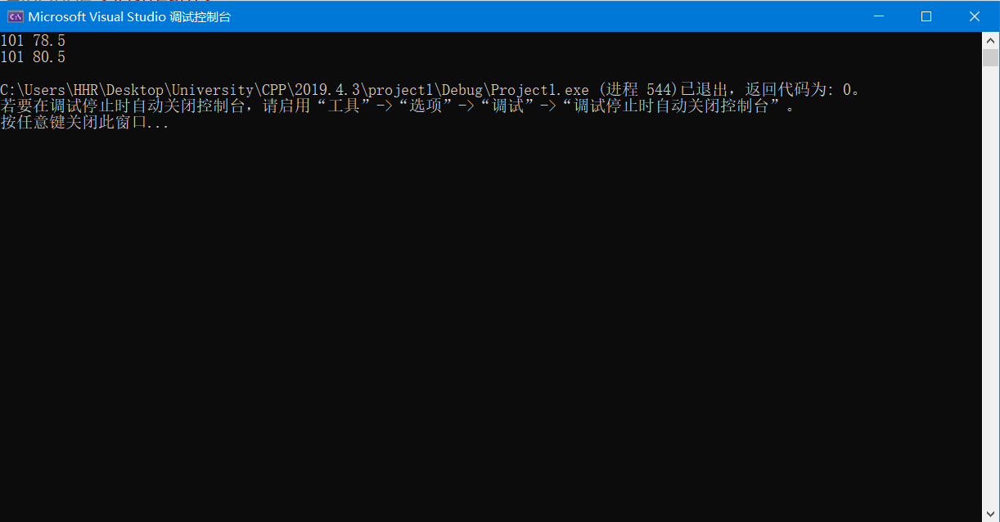 Microsoft Visual Studio 调试控制台
101 78.5
101 80.5
C:\Users\HHR\Desktop\University\CPP\2019.4.3\project1\Debug\Project1.exe (进程 544)已退出，返回代码为: 0。
若要在调试停止时自动关闭控制台，请启用“工具”->“选项”->“调试”->“调试停止时自动关闭控制台”。
按任意键关闭此窗口...